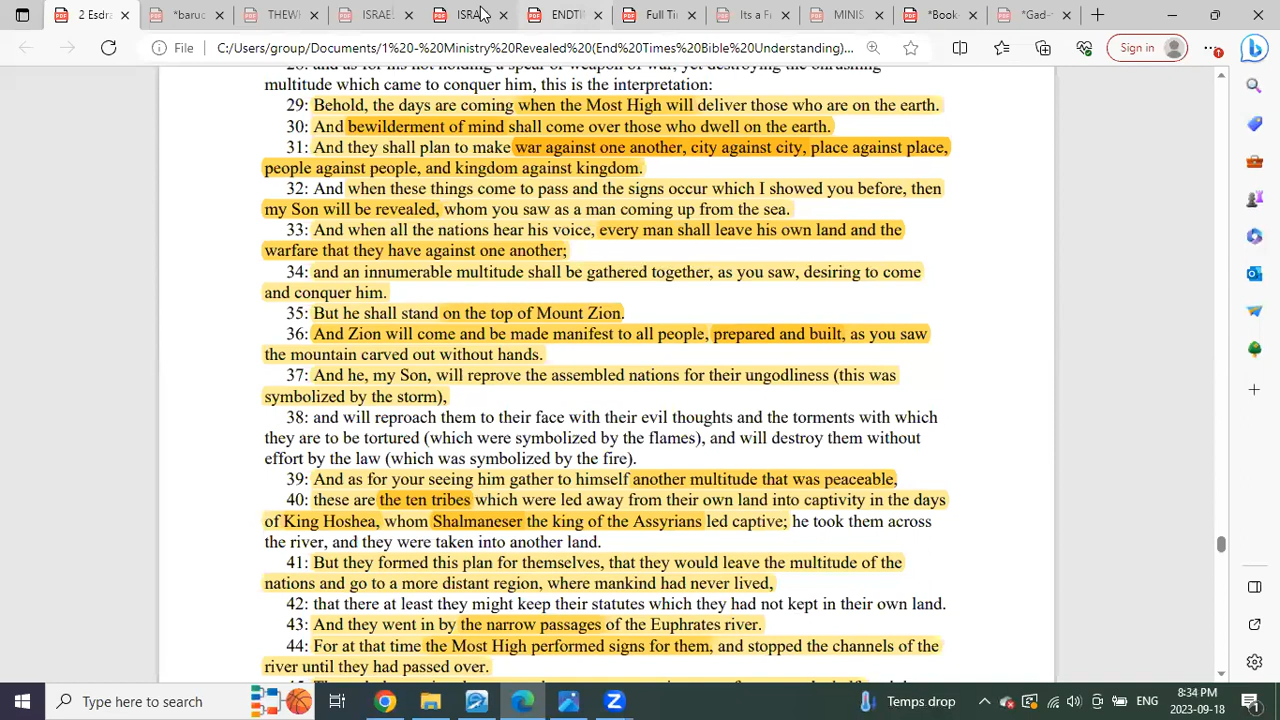 2 Esdra
*baruc
THEWI
ISRAEL
ISRA
ENDTIN
Full Tim
Its a Fr
MINIS
*Book-
*Gad-
File
C:/Users/group/Documents/1%20-%20Ministry%20Revealed%20(End%20Times%20Bible%20Understanding)...
Sign in
multitude which came to conquer him, this is the interpretation:
29: Behold, the days are coming when the Most High will deliver those who are on the earth.
30: And bewilderment of mind shall come over those who dwell on the earth.
31: And they shall plan to make war against one another, city against city, place against place,
people against people, and kingdom against kingdom.
32: And when these things come to pass and the signs occur which I showed you before, then
my Son will be revealed, whom you saw as a man coming up from the sea.
33: And when all the nations hear his voice, every man shall leave his own land and the
warfare that they have against one another;
34: and an innumerable multitude shall be gathered together, as you saw, desiring to come
and conquer him.
35: But he shall stand on the top of Mount Zion.
36: And Zion will come and be made manifest to all people, prepared and built, as you saw
the mountain carved out without hands.
37: And he, my Son, will reprove the assembled nations for their ungodliness (this was
symbolized by the storm),
38: and will reproach them to their face with their evil thoughts and the torments with which
they are to be tortured (which were symbolized by the flames), and will destroy them without
effort by the law (which was symbolized by the fire).
39: And as for your seeing him gather to himself another multitude that was peaceable,
40: these are the ten tribes which were led away from their own land into captivity in the days
of King Hoshea, whom Shalmaneser the king of the Assyrians led captive; he took them across
the river, and they were taken into another land.
41: But they formed this plan for themselves, that they would leave the multitude of the
nations and go to a more distant region, where mankind had never lived,
42: that there at least they might keep their statutes which they had not kept in their own land.
43: And they went in by the narrow passages of the Euphrates river.
44: For at that time the Most High performed signs for them, and stopped the channels of the
river until they had passed over.
Type here to search
Temps drop
8:34 PM
2023-09-18